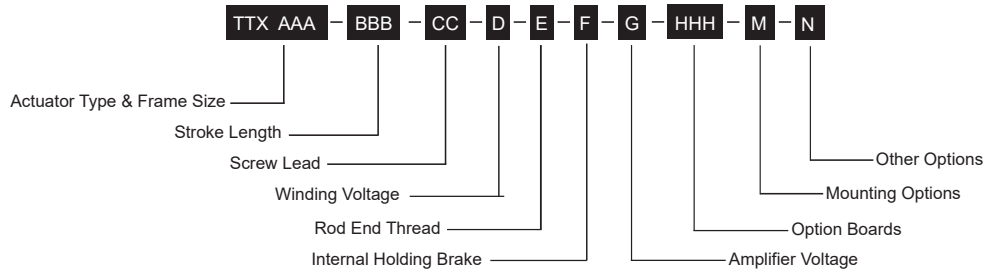 TTX AAA - BBB - CC - D - E - F - G - HHH - M - N
Actuator Type & Frame Size
Stroke Length
Screw Lead
Winding Voltage
Rod End Thread
Internal Holding Brake
Other Options
Mounting Options
Option Boards
Amplifier Voltage